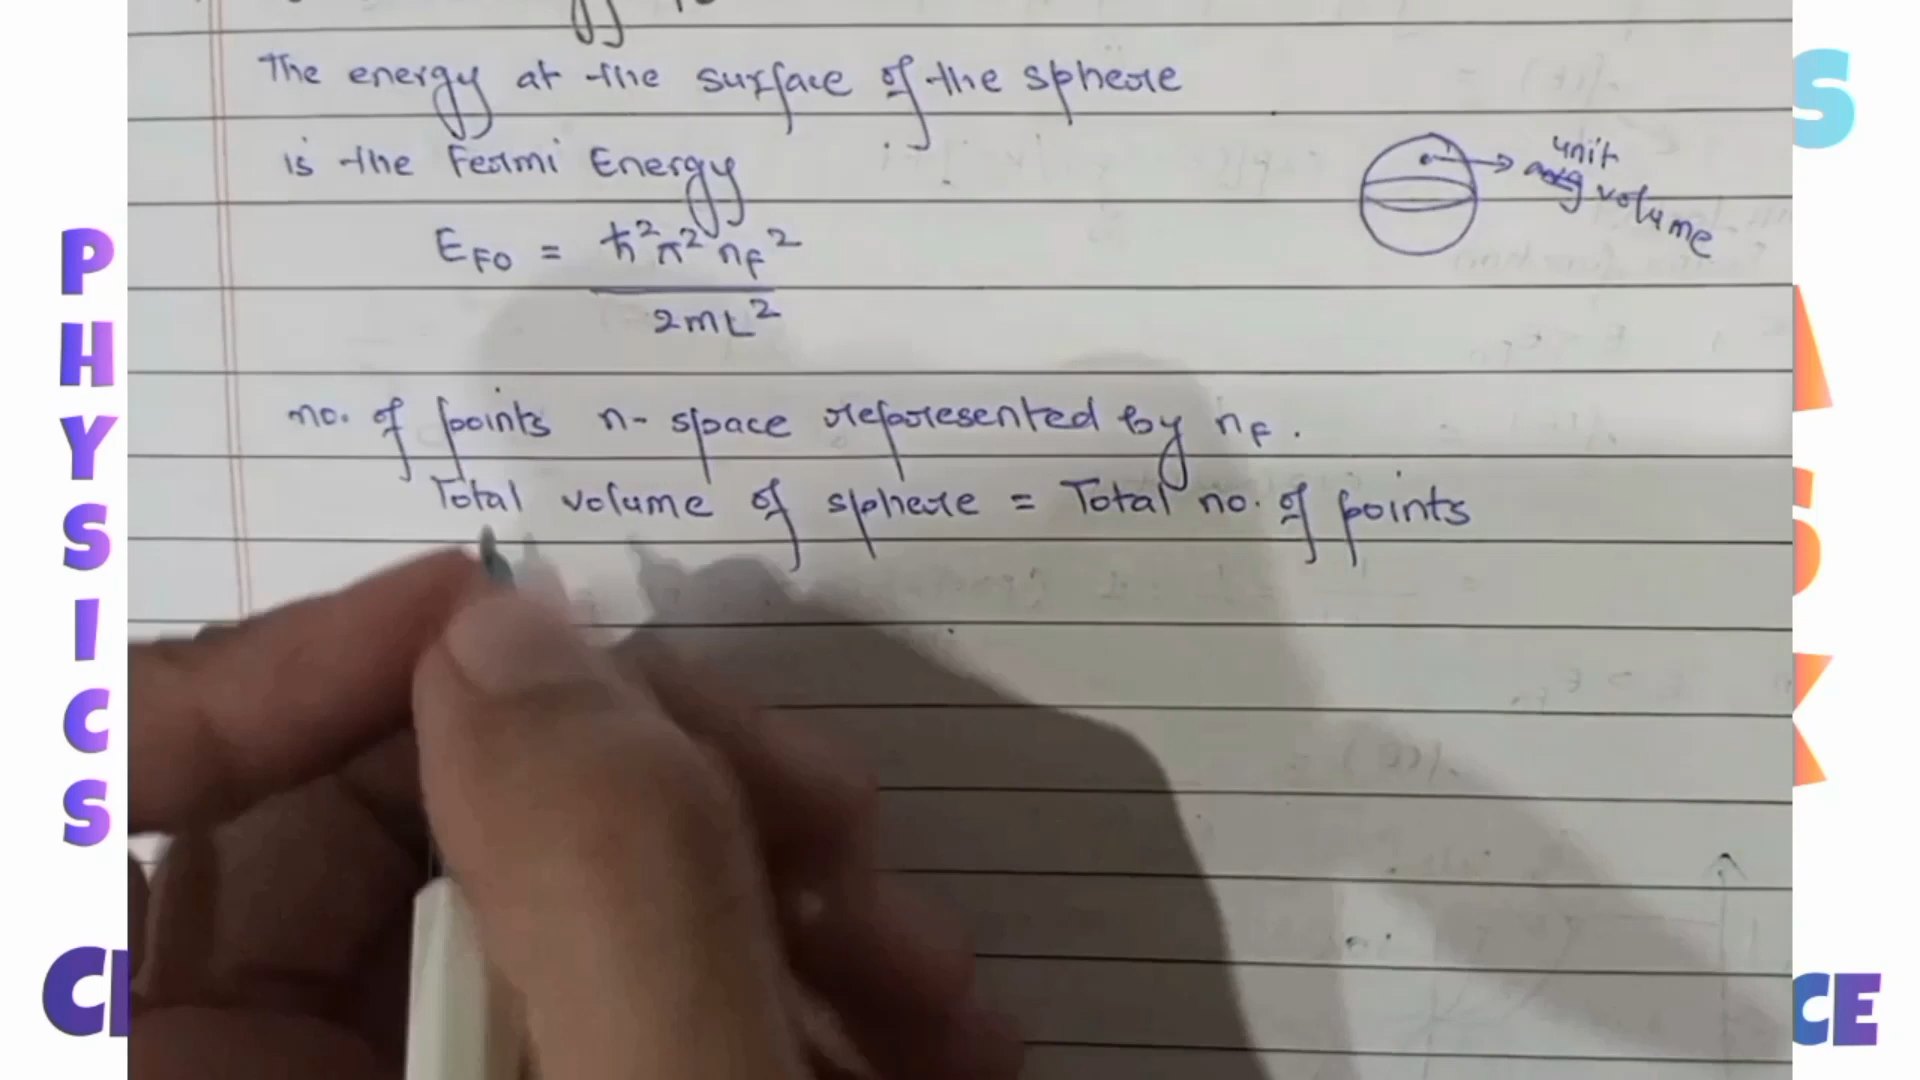 The energy at the surface of the sphere
is the Fermi Energy
E_F0 = ħ²π²n_F²
2mL²
unit
volume
no. of points n-space represented by n_F.
Total volume of sphere = Total no. of points
PHYSICS
S
CE